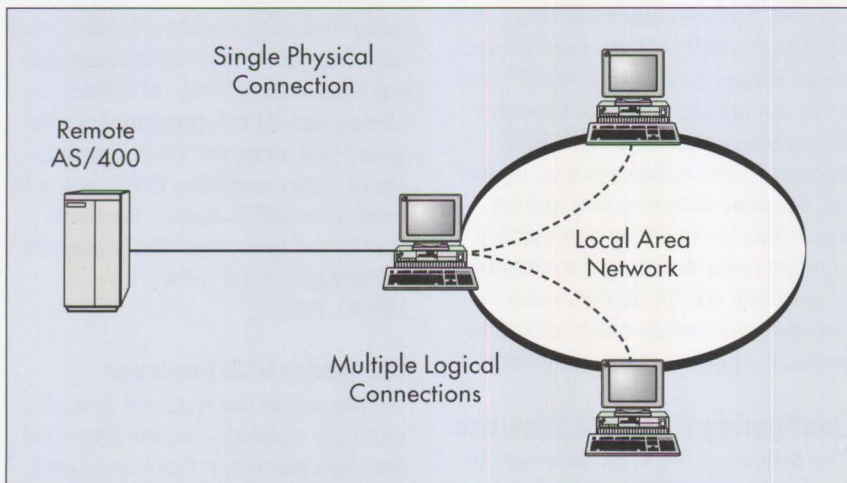 Single Physical
Connection
Remote
AS/400
Local Area
Network
Multiple Logical
Connections